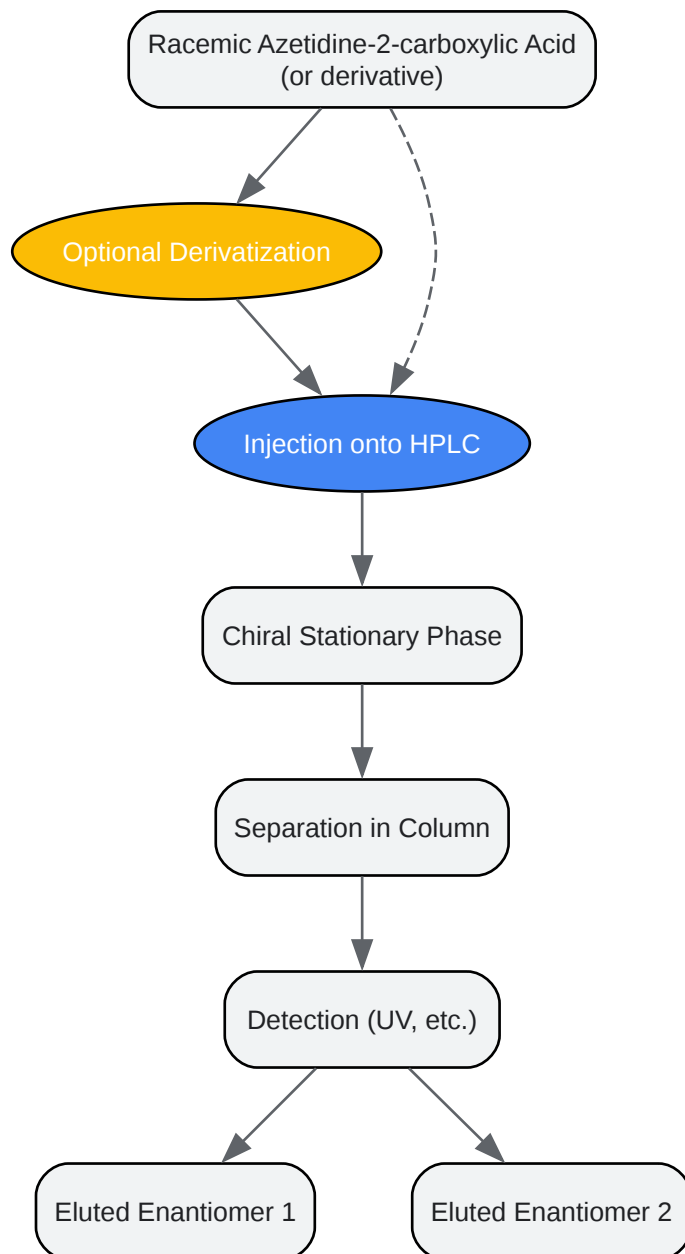 Racemic Azetidine-2-carboxylic Acid
(or derivative)
Optional Derivatization
Injection onto HPLC
Chiral Stationary Phase
Separation in Column
Detection (UV, etc.)
Eluted Enantiomer 1
Eluted Enantiomer 2